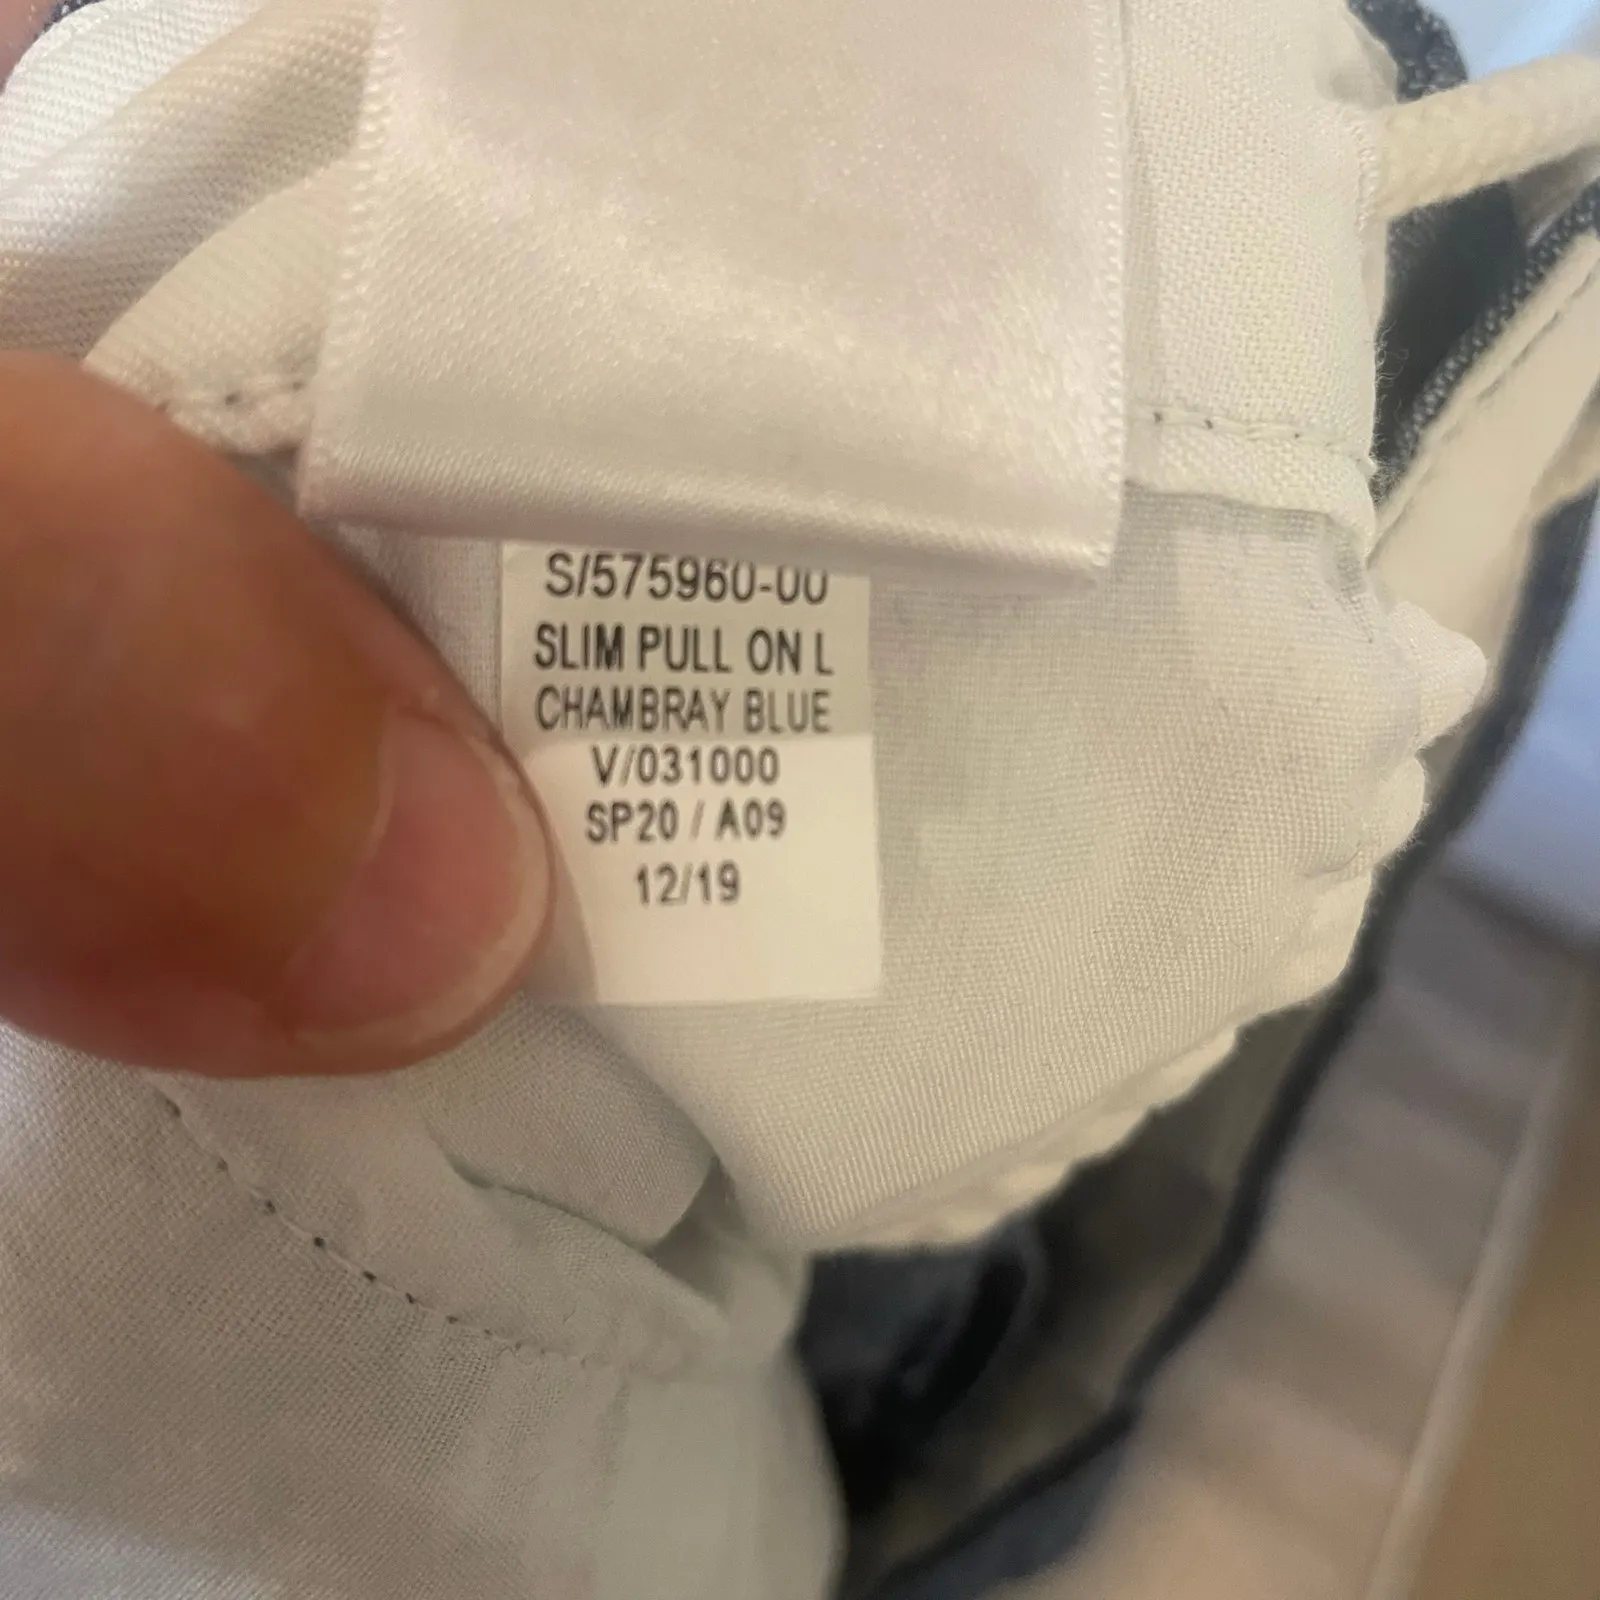 S/575960-00
SLIM PULL ON L
CHAMBRAY BLUE
V/031000
SP20 / A09
12/19